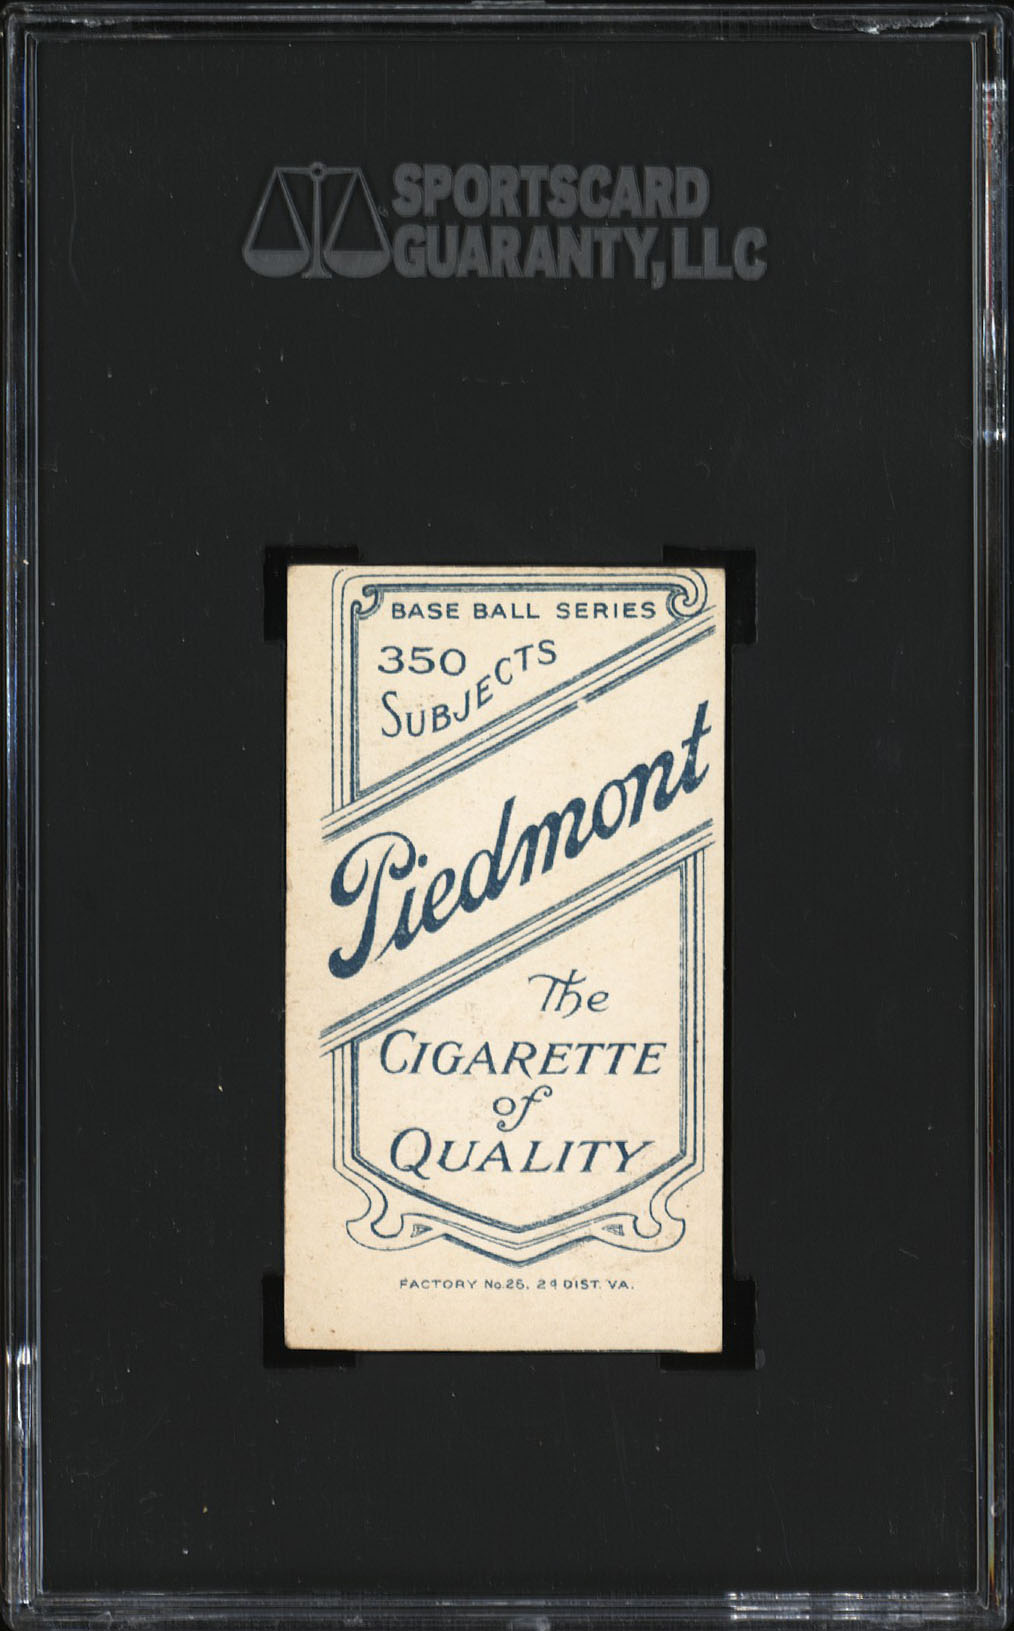 SPORTSCARD
GUARANTY, LLC
BASE BALL SERIES
350
SUBJECTS
Piedmont
The
CIGARETTE
of
QUALITY
FACTORY No. 25, 2d DIST. VA.